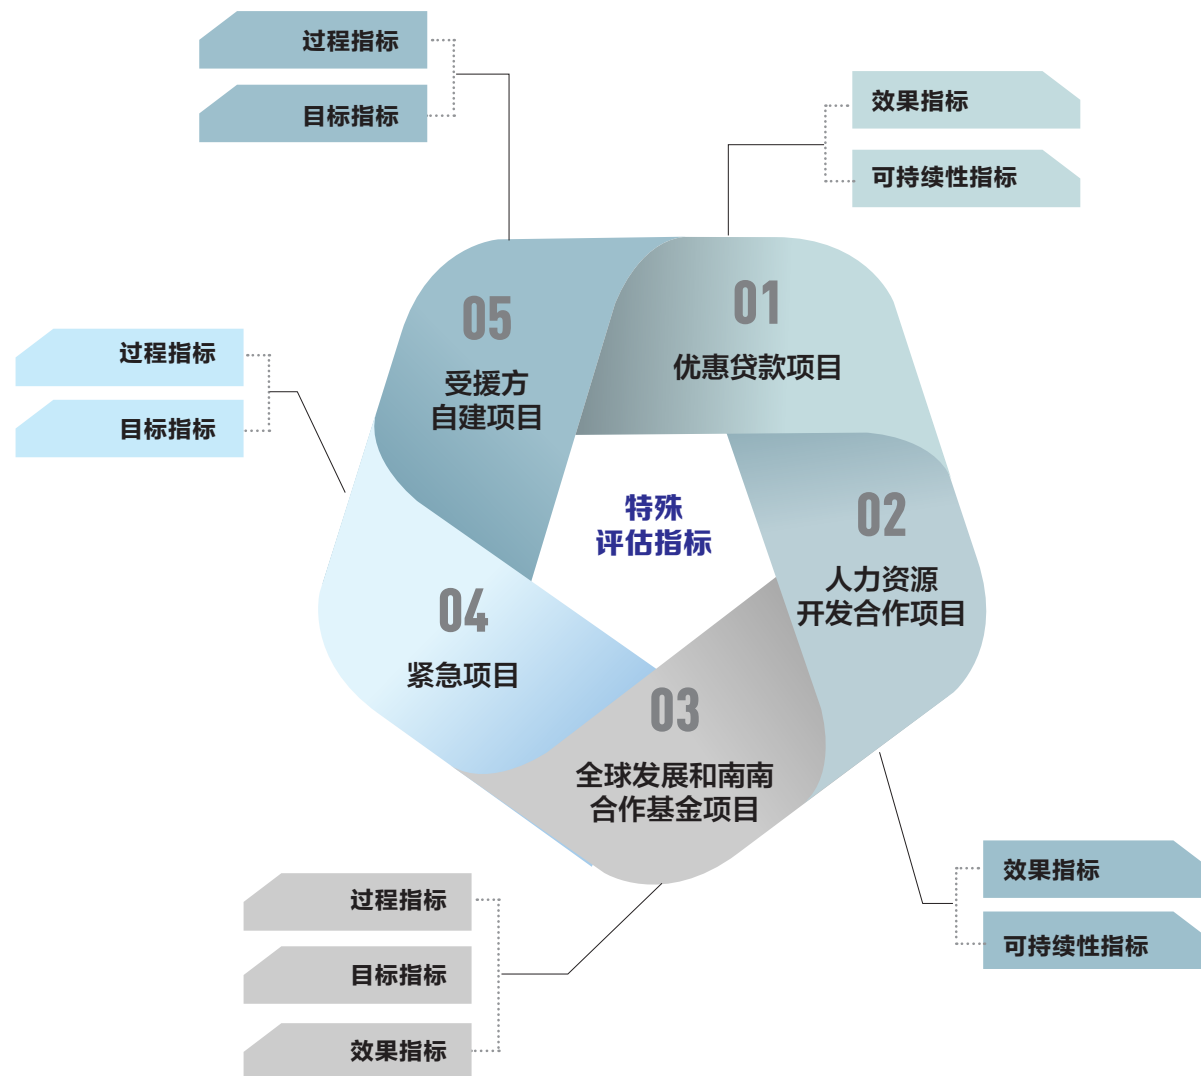 过程指标
目标指标
效果指标
可持续性指标
01
优惠贷款项目
05
受援方
自建项目
过程指标
目标指标
特殊
评估指标
02
人力资源
开发合作项目
04
紧急项目
03
全球发展和南南
合作基金项目
效果指标
可持续性指标
过程指标
目标指标
效果指标